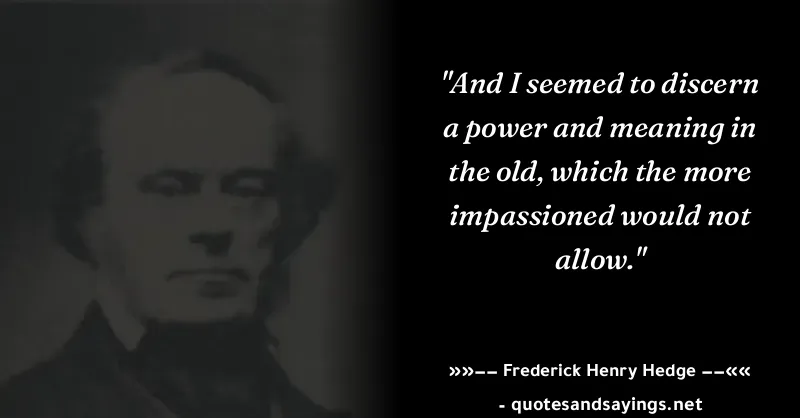 "And I seemed to discern
a power and meaning in
the old, which the more
impassioned would not
allow."
»»−− Frederick Henry Hedge −−««
- quotesandsayings.net